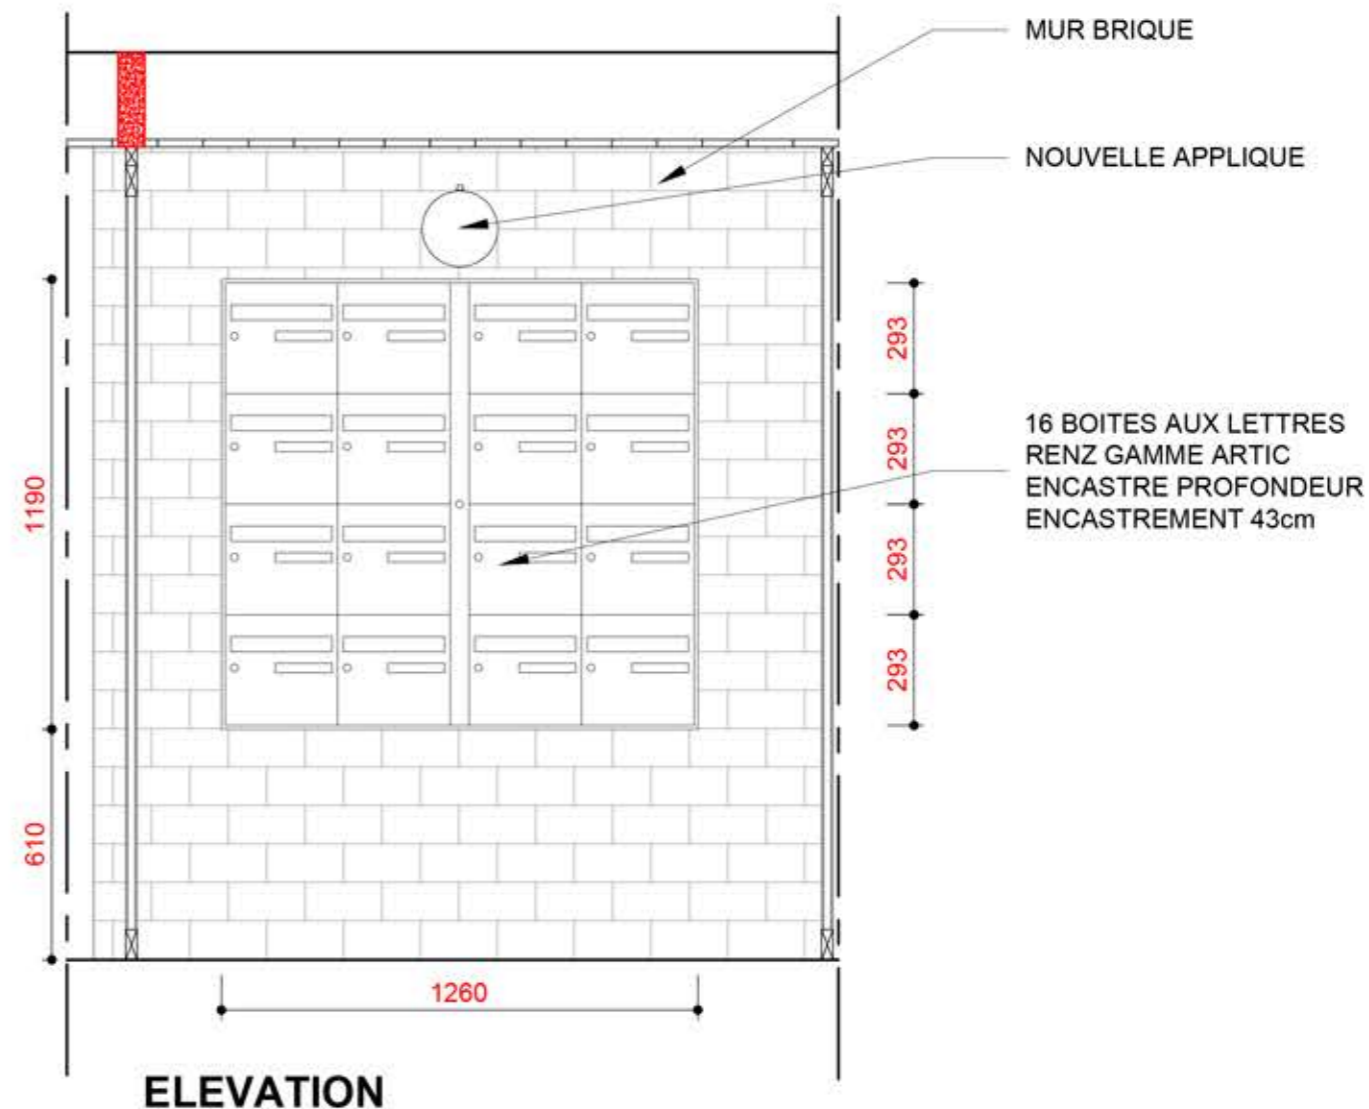 MUR BRIQUE
NOUVELLE APPLIQUE
293
293
293
293
16 BOITES AUX LETTRES
RENZ GAMME ARTIC
ENCASTRE PROFONDEUR
ENCASTREMENT 43cm
1190
610
1260
ELEVATION